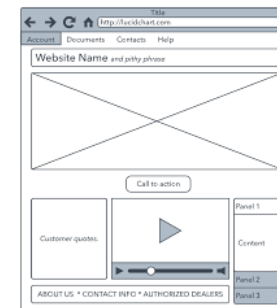 Title
http://lucidchart.com
Account Documents Contacts Help
Website Name and pithy phrase
Call to action
Customer quotes.
Panel 1
Content
Panel 2
Panel 3
ABOUT US * CONTACT INFO * AUTHORIZED DEALERS